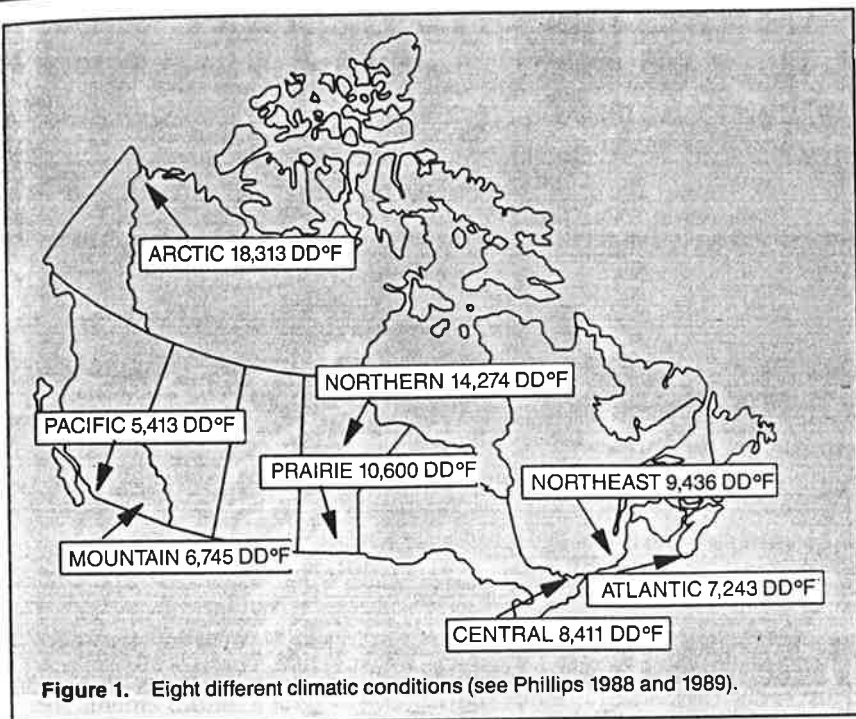 ARCTIC 18,313 DD°F
NORTHERN 14,274 DD°F
PACIFIC 5,413 DD°F
PRAIRIE 10,600 DD°F
NORTHEAST 9,436 DD°F
MOUNTAIN 6,745 DD°F
ATLANTIC 7,243 DD°F
CENTRAL 8,411 DD°F
Figure 1. Eight different climatic conditions (see Phillips 1988 and 1989).